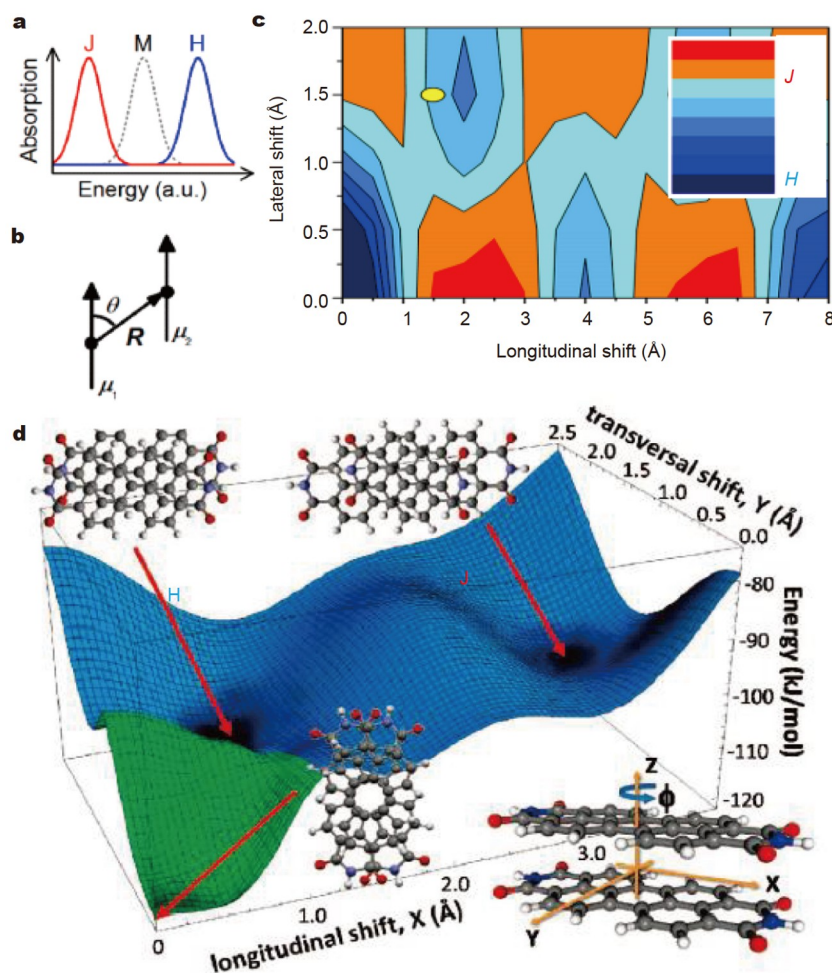 a
J M H
Absorption
Energy (a.u.)
b
θ
R
μ1
μ2
c
Lateral shift (Å)
2.0
1.5
1.0
0.5
0.0
0 1 2 3 4 5 6 7 8
Longitudinal shift (Å)
J
H
d
H
J
transversal shift, Y (Å)
2.5
2.0
1.5
1.0
0.5
0.0
Energy (kJ/mol)
-80
-90
-100
-110
-120
longitudinal shift, X (Å)
0
1.0
2.0
3.0
Z
ϕ
X
Y